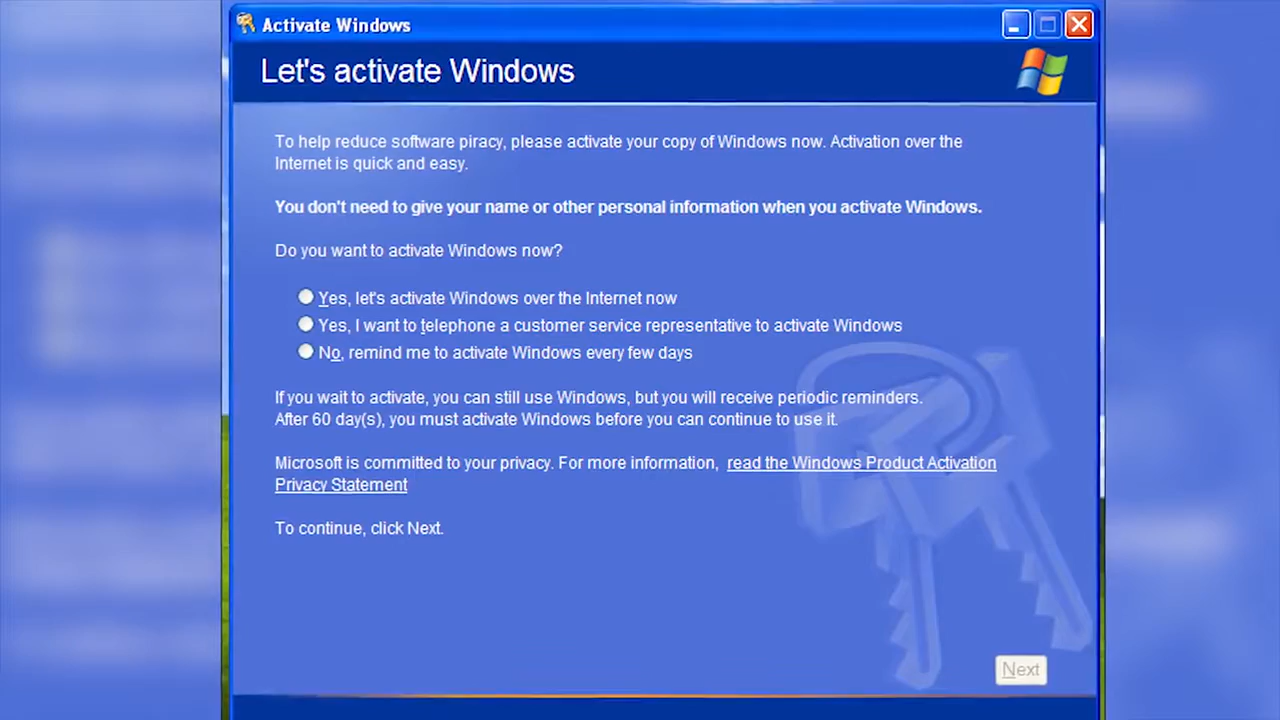 Activate Windows
Let's activate Windows
To help reduce software piracy, please activate your copy of Windows now. Activation over the
Internet is quick and easy.
You don't need to give your name or other personal information when you activate Windows.
Do you want to activate Windows now?
Yes, let's activate Windows over the Internet now
Yes, I want to telephone a customer service representative to activate Windows
No, remind me to activate Windows every few days
If you wait to activate, you can still use Windows, but you will receive periodic reminders.
After 60 day(s), you must activate Windows before you can continue to use it.
Microsoft is committed to your privacy. For more information, read the Windows Product Activation
Privacy Statement
To continue, click Next.
Next